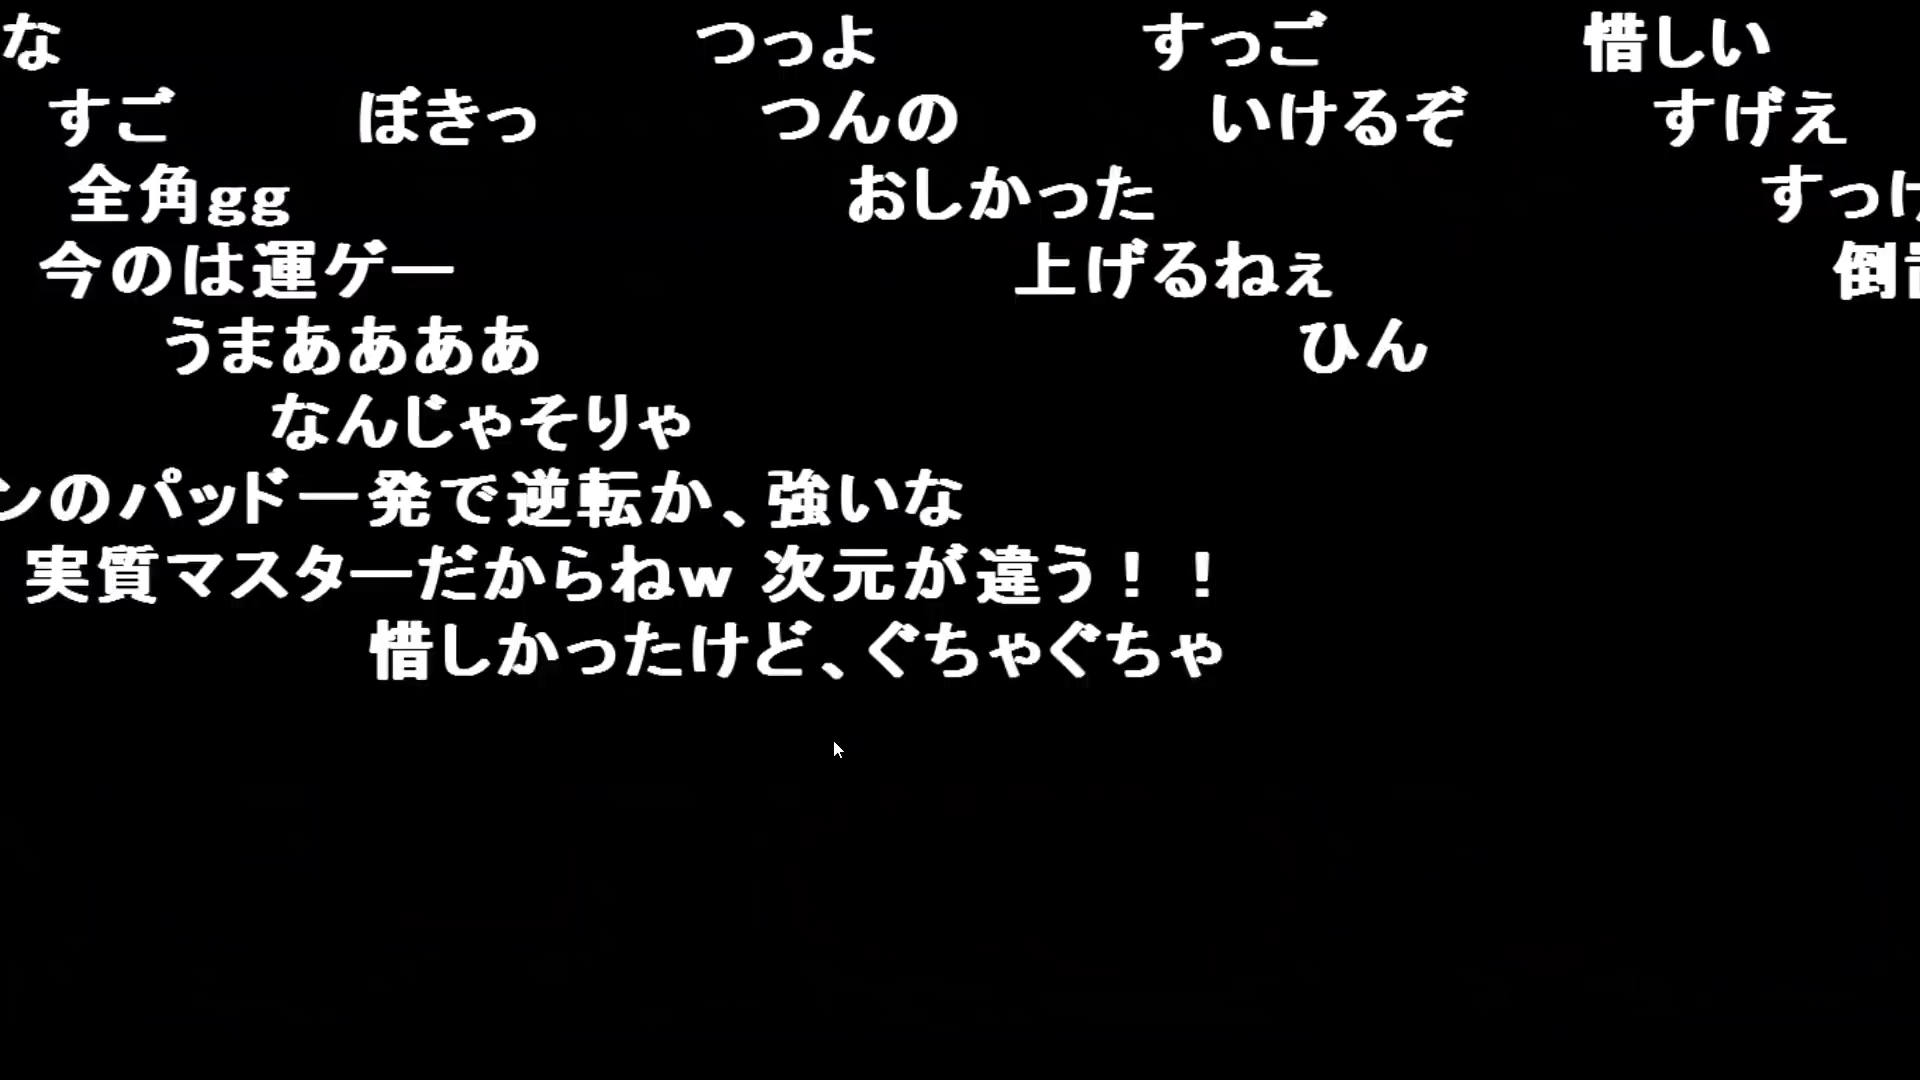 な つっよ すっご 惜しい
すご ぼきっ つんの いけるぞ すげえ
全角gg おしかった すっげ
今のは運ゲー 上げるねぇ 倒
うまああああ ひん
なんじゃそりゃ
ンのパッド一発で逆転か、強いな
実質マスターだからねw 次元が違う！！
惜しかったけど、ぐちゃぐちゃ